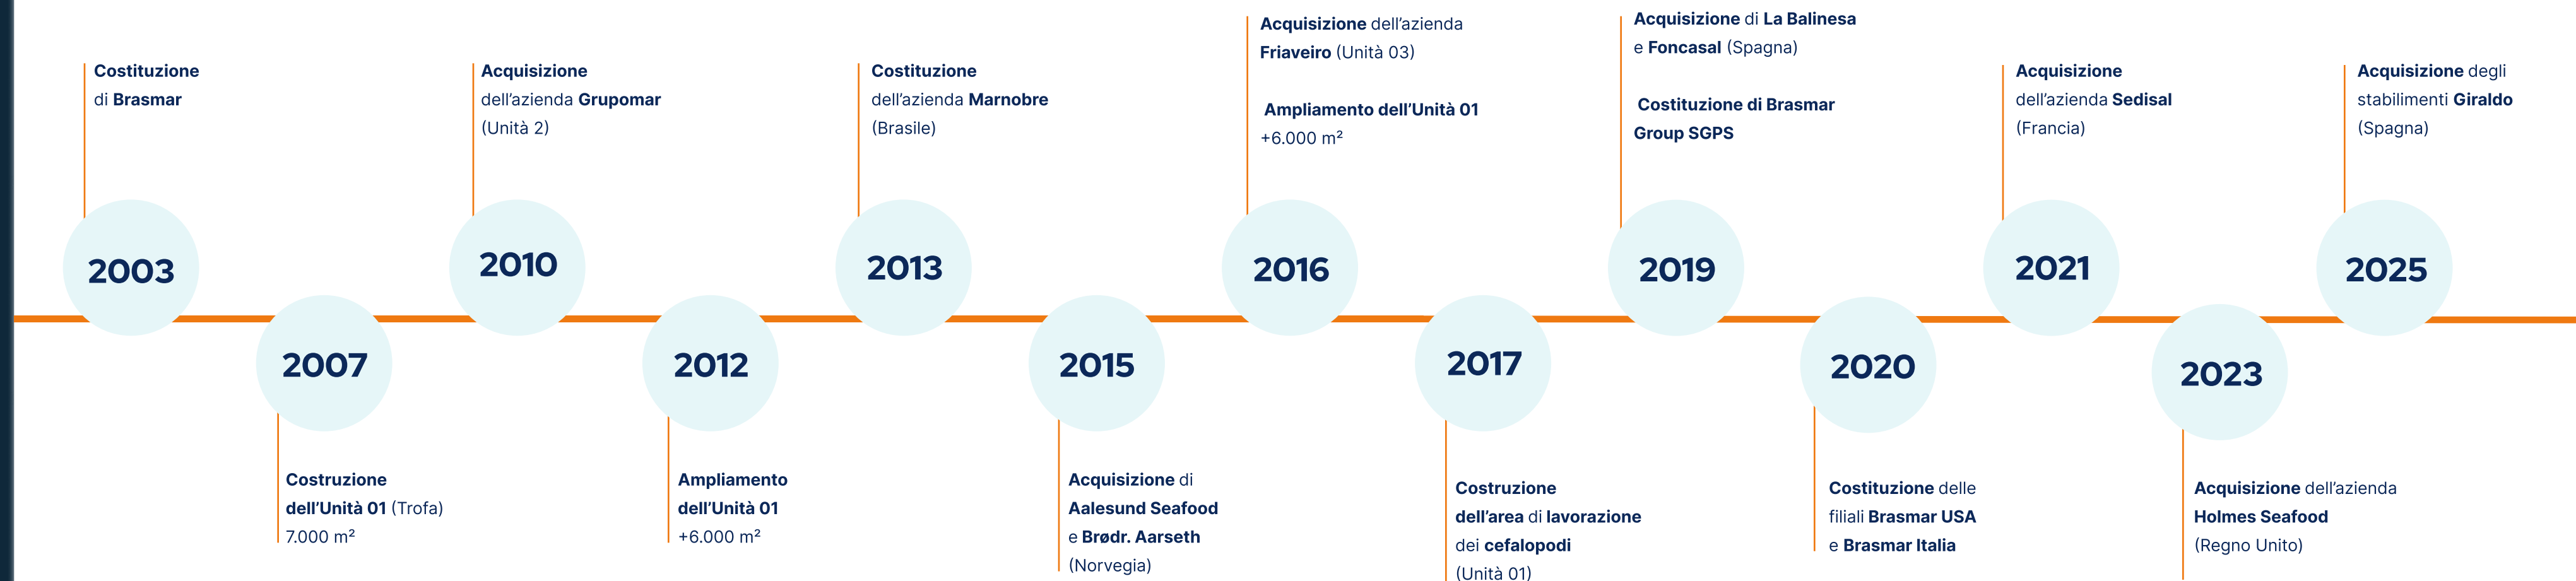 Costituzione
di Brasmar
2003
2007
Costruzione
dell'Unità 01 (Trofa)
7.000 m²
Acquisizione
dell'azienda Grupomar
(Unità 2)
2010
2012
Ampliamento
dell'Unità 01
+6.000 m²
Costituzione
dell'azienda Marnobre
(Brasile)
2013
2015
Acquisizione di
Aalesund Seafood
e Brødr. Aarseth
(Norvegia)
Acquisizione dell'azienda
Friaveiro (Unità 03)
Ampliamento dell'Unità 01
+6.000 m²
2016
2017
Costruzione
dell'area di lavorazione
dei cefalopodi
(Unità 01)
Acquisizione di La Balinesa
e Foncasal (Spagna)
Costituzione di Brasmar
Group SGPS
2019
2020
Costituzione delle
filiali Brasmar USA
e Brasmar Italia
Acquisizione
dell'azienda Sedisal
(Francia)
2021
2023
Acquisizione dell'azienda
Holmes Seafood
(Regno Unito)
Acquisizione degli
stabilimenti Giraldo
(Spagna)
2025